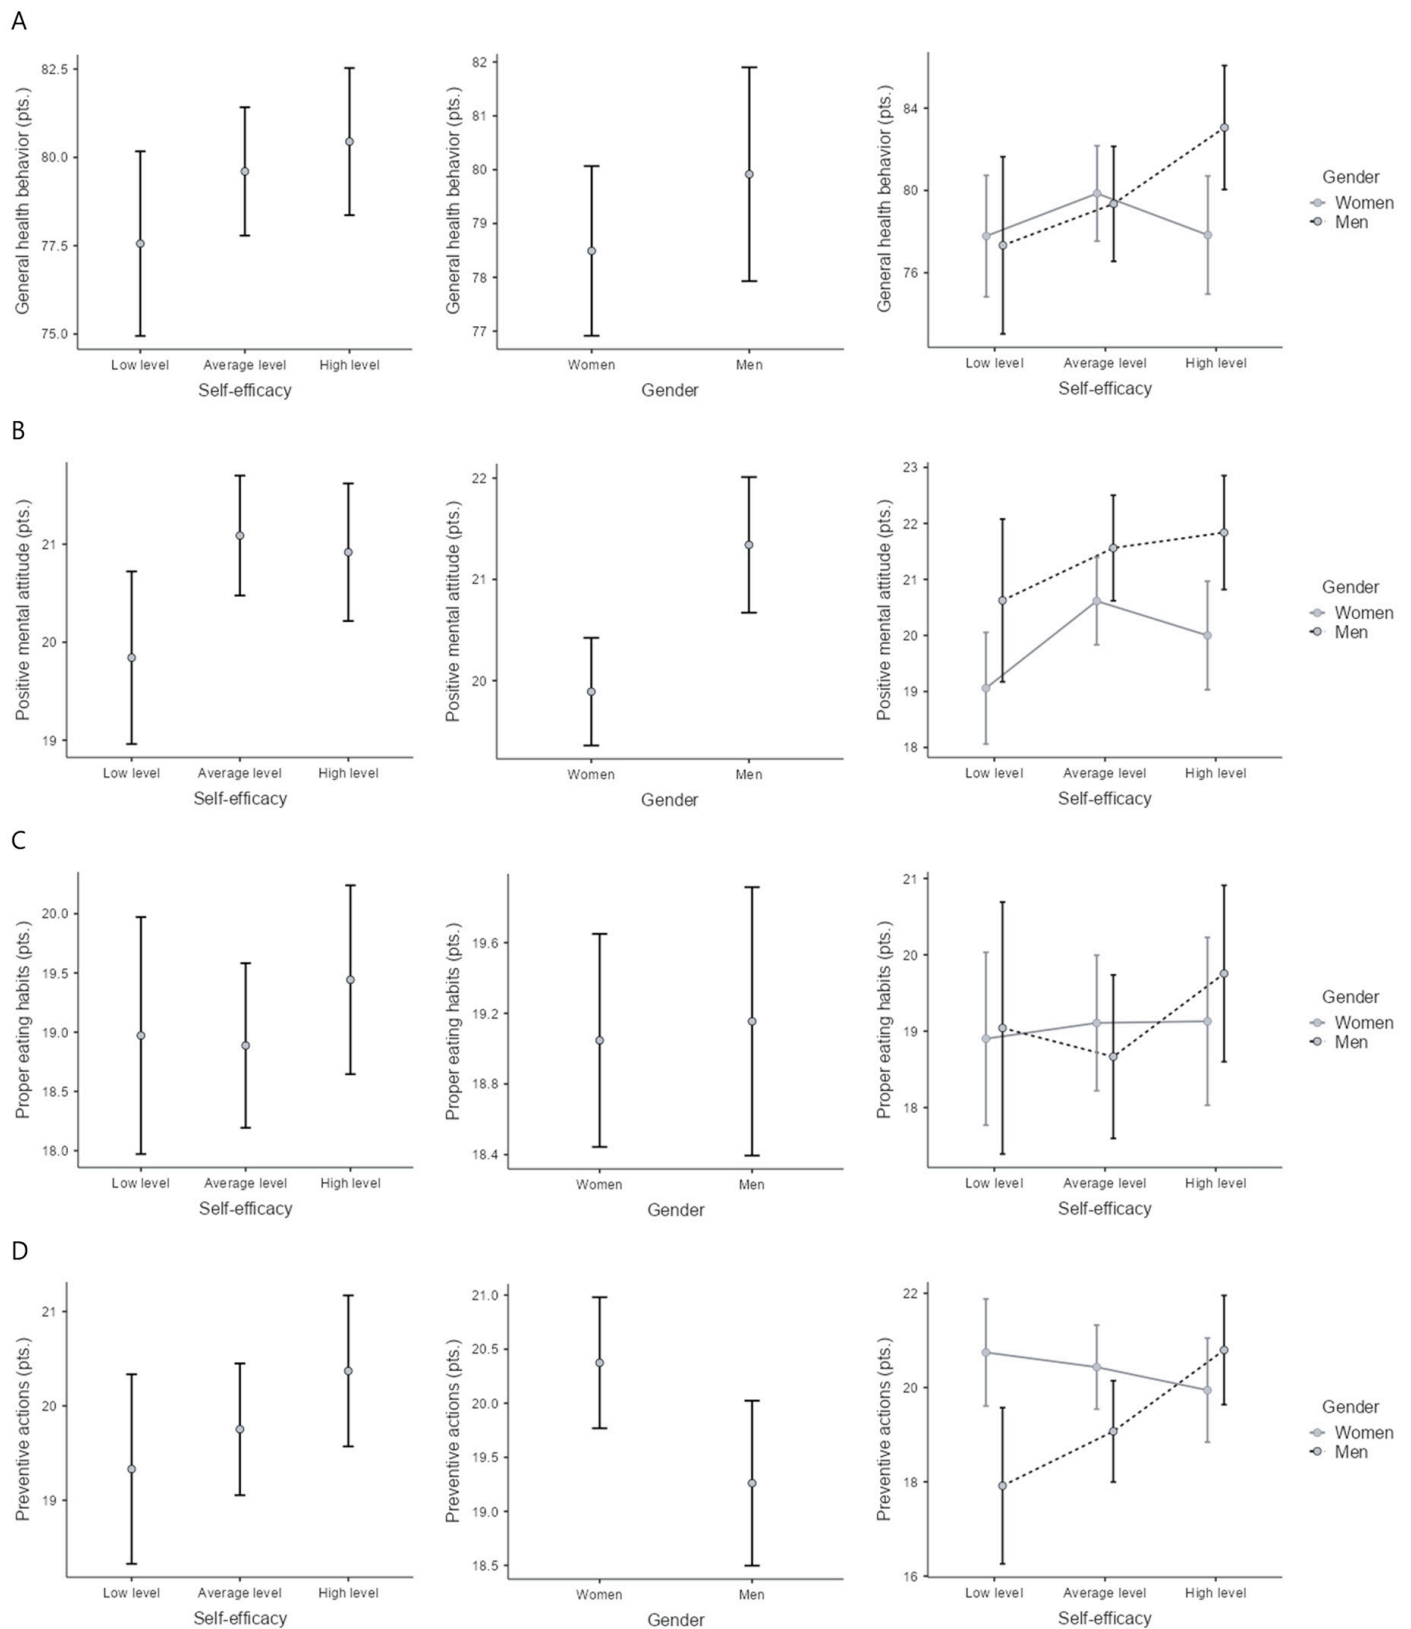 A
General health behavior (pts.)
82.5
80.0
77.5
75.0
Low level Average level High level
Self-efficacy
General health behavior (pts.)
82
81
80
79
78
77
Women Men
Gender
General health behavior (pts.)
84
80
76
Low level Average level High level
Self-efficacy
Gender
Women
Men
B
Positive mental attitude (pts.)
21
20
19
Low level Average level High level
Self-efficacy
Positive mental attitude (pts.)
22
21
20
Women Men
Gender
Positive mental attitude (pts.)
23
22
21
20
19
18
Low level Average level High level
Self-efficacy
Gender
Women
Men
C
Proper eating habits (pts.)
20.0
19.5
19.0
18.5
18.0
Low level Average level High level
Self-efficacy
Proper eating habits (pts.)
19.6
19.2
18.8
18.4
Women Men
Gender
Proper eating habits (pts.)
21
20
19
18
Low level Average level High level
Self-efficacy
Gender
Women
Men
D
Preventive actions (pts.)
21
20
19
Low level Average level High level
Self-efficacy
Preventive actions (pts.)
21.0
20.5
20.0
19.5
19.0
18.5
Women Men
Gender
Preventive actions (pts.)
22
20
18
16
Low level Average level High level
Self-efficacy
Gender
Women
Men